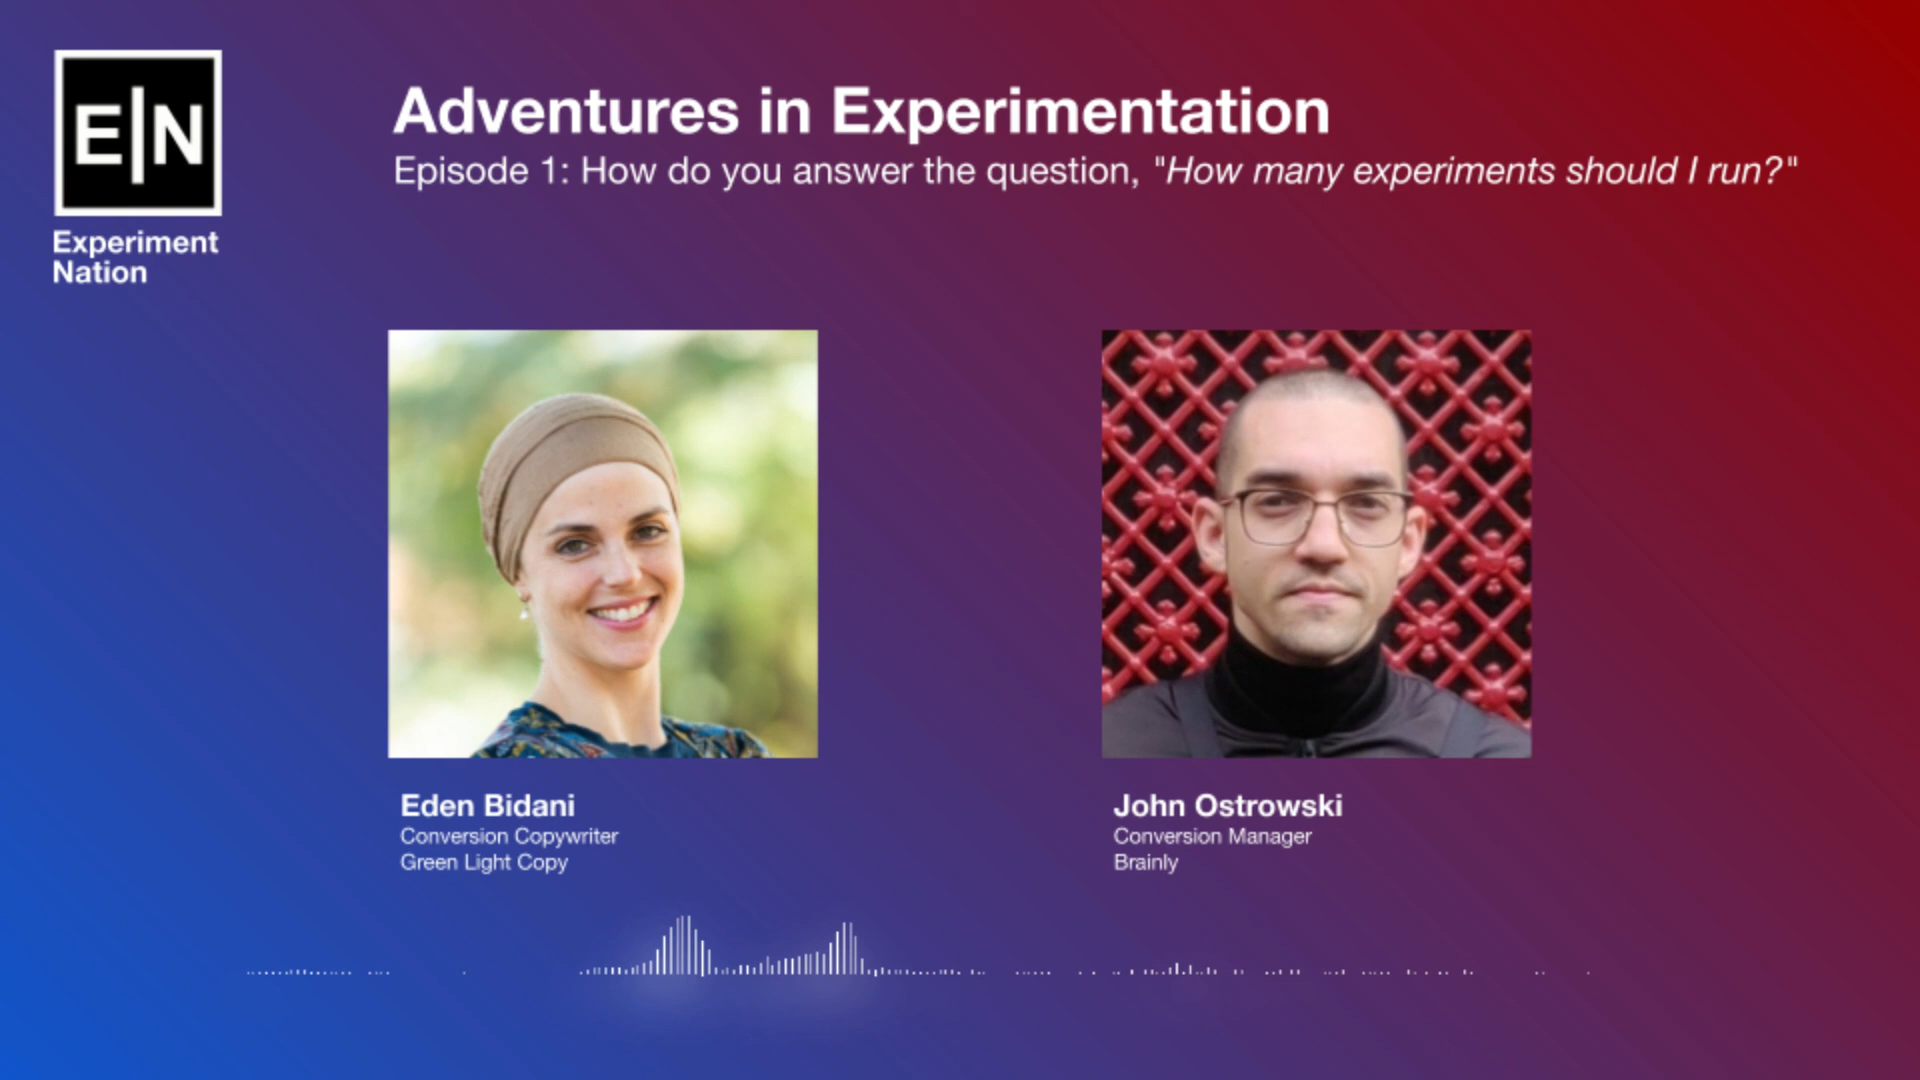 E|N
Experiment
Nation
Adventures in Experimentation
Episode 1: How do you answer the question, "How many experiments should I run?"
Eden Bidani
Conversion Copywriter
Green Light Copy
John Ostrowski
Conversion Manager
Brainly